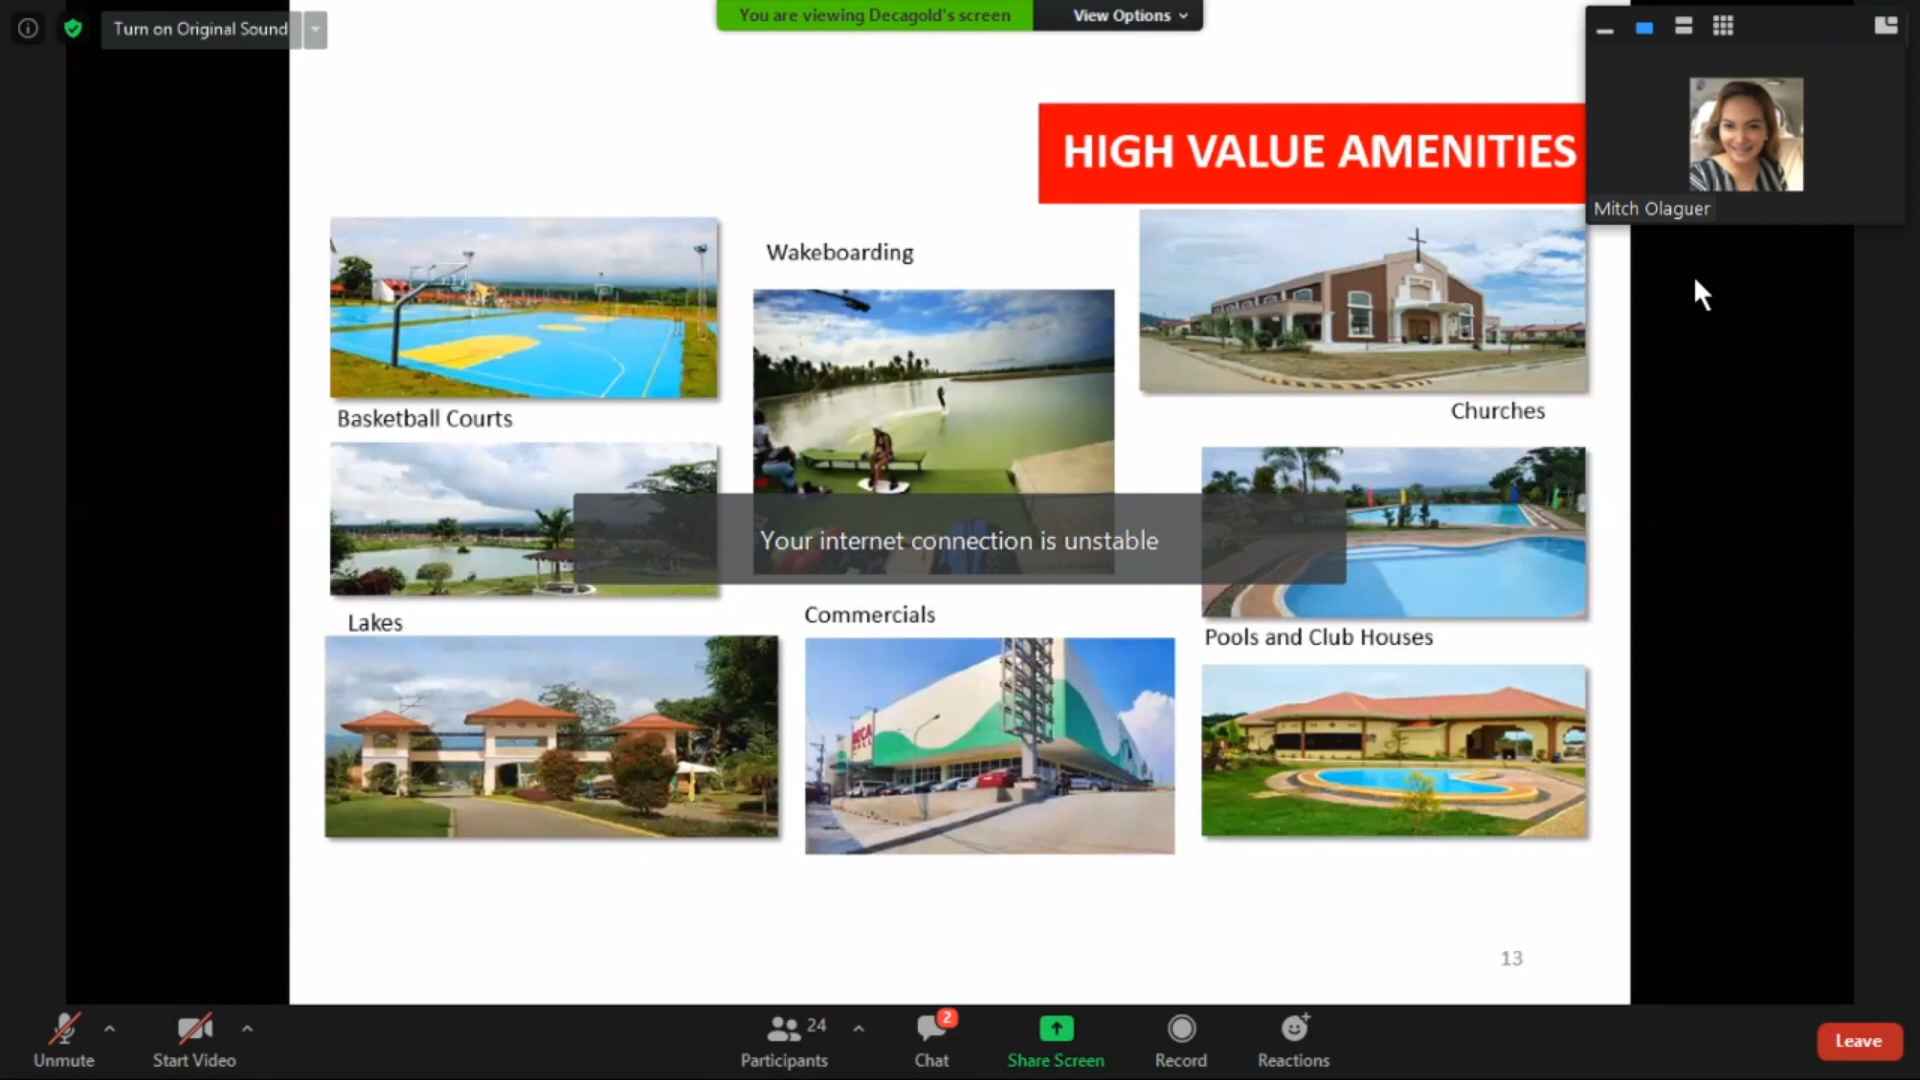 Turn on Original Sound
You are viewing Decagold's screen
View Options
HIGH VALUE AMENITIES
Mitch Olaguer
Wakeboarding
Basketball Courts
Churches
Your internet connection is unstable
Lakes
Commercials
Pools and Club Houses
13
Unmute
Start Video
24
Participants
2
Chat
Share Screen
Record
Reactions
Leave